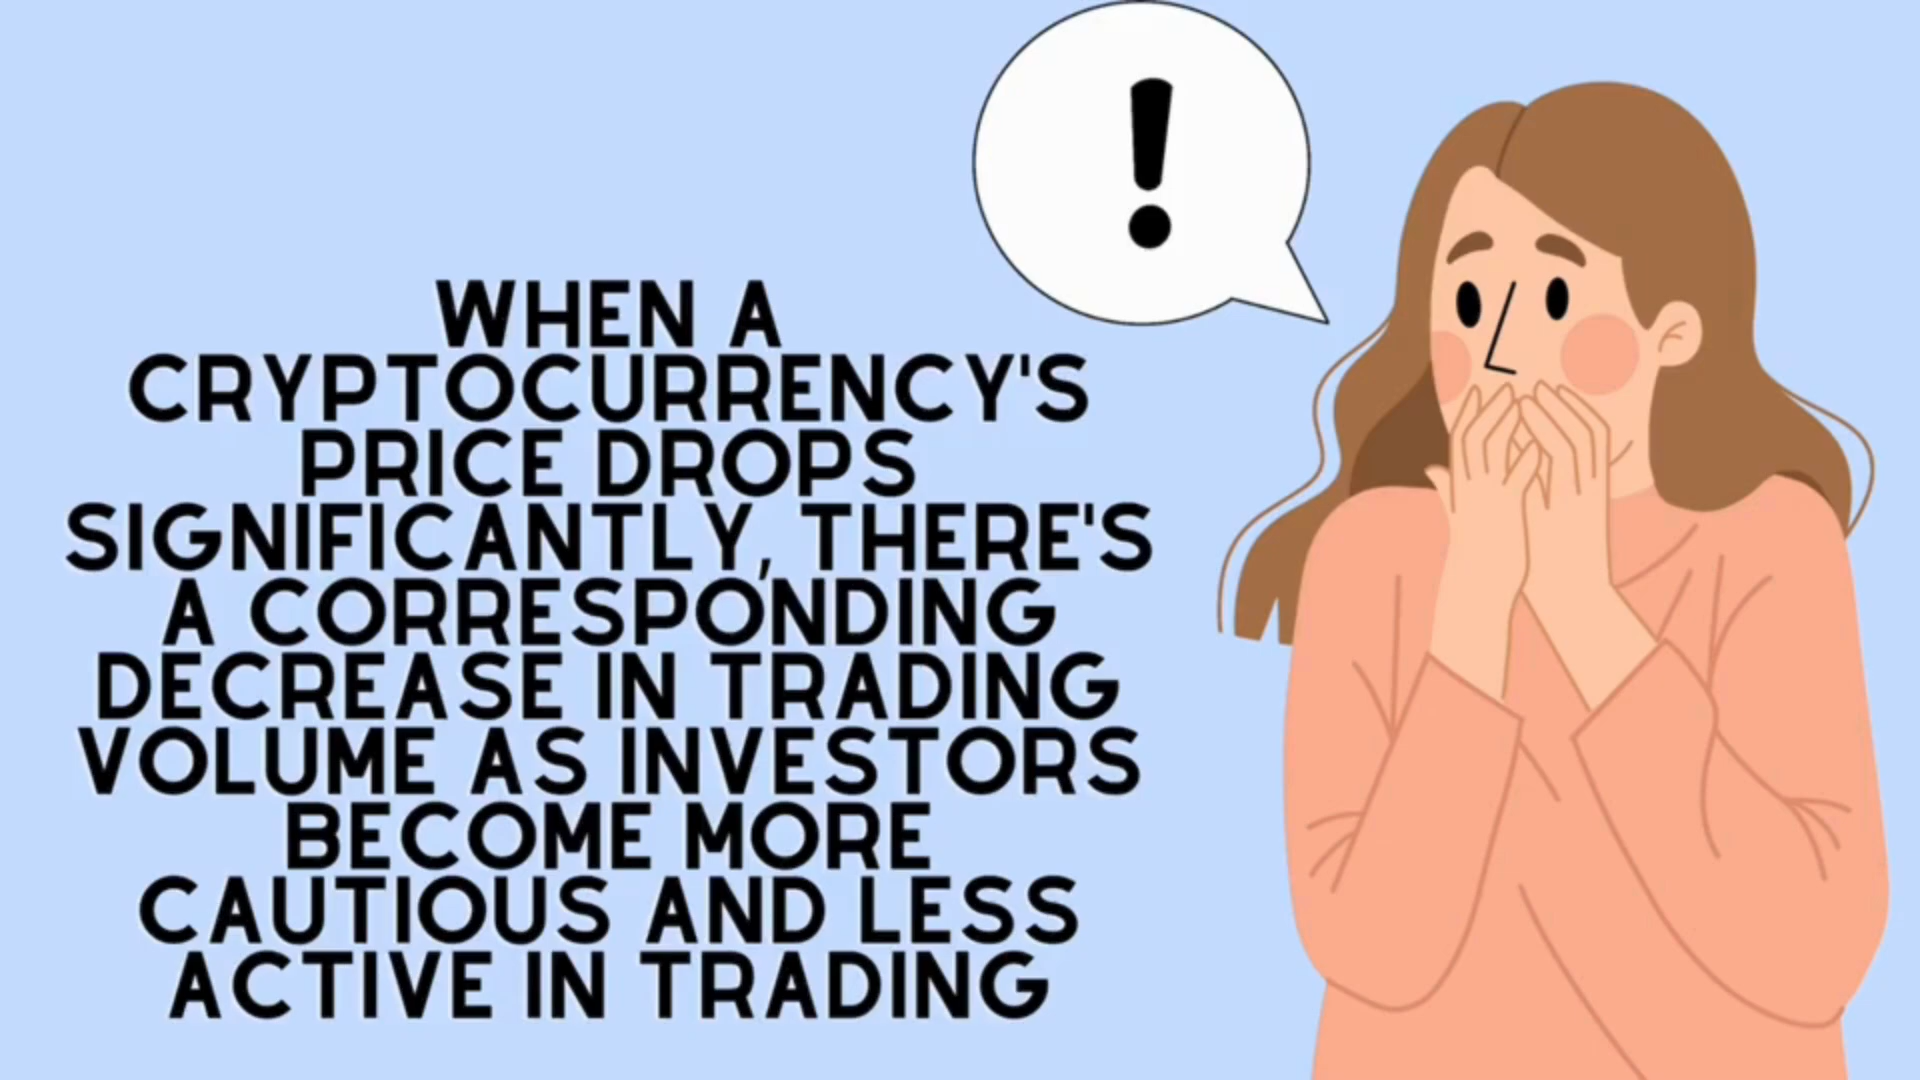 !
WHEN A
CRYPTOCURRENCY'S
PRICE DROPS
SIGNIFICANTLY, THERE'S
A CORRESPONDING
DECREASE IN TRADING
VOLUME AS INVESTORS
BECOME MORE
CAUTIOUS AND LESS
ACTIVE IN TRADING